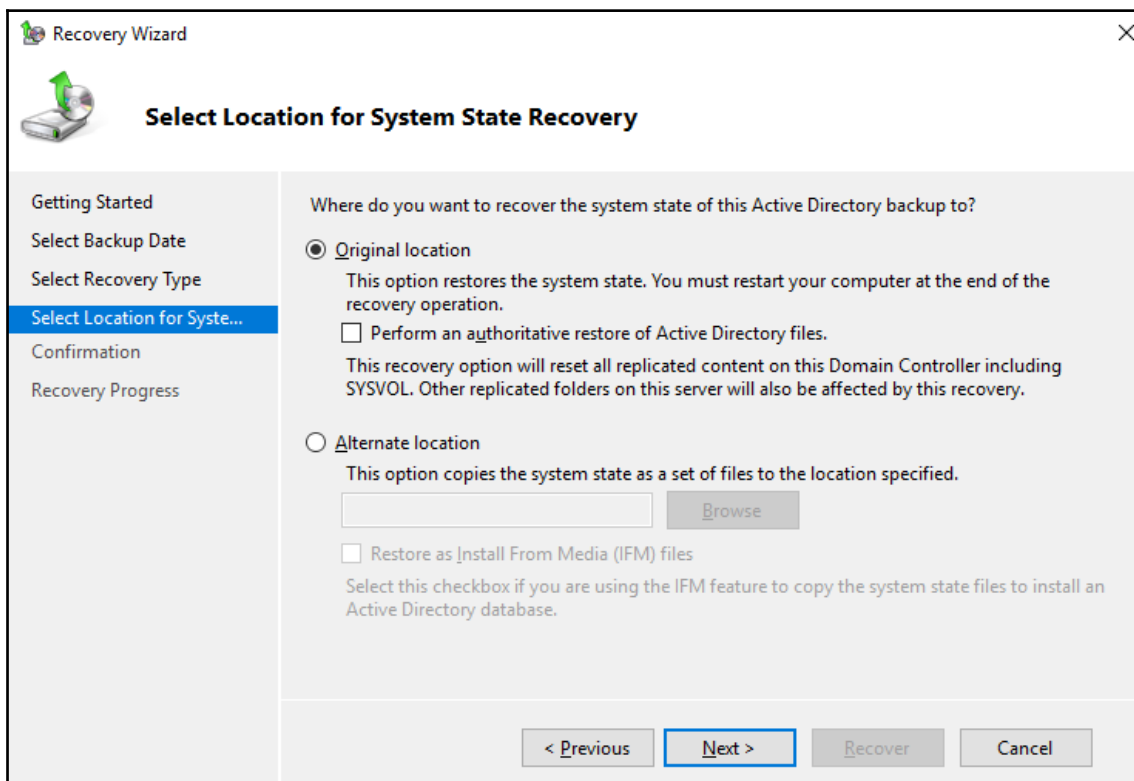 Recovery Wizard
Select Location for System State Recovery
Getting Started
Select Backup Date
Select Recovery Type
Select Location for Syste...
Confirmation
Recovery Progress
Where do you want to recover the system state of this Active Directory backup to?
Original location
This option restores the system state. You must restart your computer at the end of the
recovery operation.
Perform an authoritative restore of Active Directory files.
This recovery option will reset all replicated content on this Domain Controller including
SYSVOL. Other replicated folders on this server will also be affected by this recovery.
Alternate location
This option copies the system state as a set of files to the location specified.
Browse
Restore as Install From Media (IFM) files
Select this checkbox if you are using the IFM feature to copy the system state files to install an
Active Directory database.
< Previous
Next >
Recover
Cancel